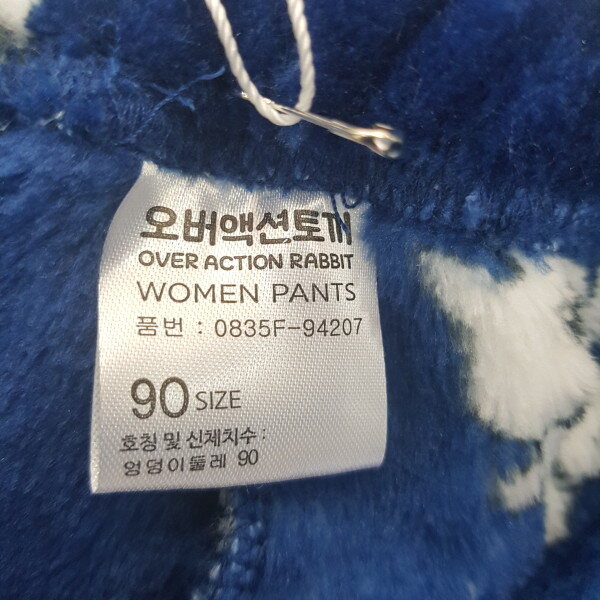 오버액션토끼
OVER ACTION RABBIT
WOMEN PANTS
품번 : 0835F-94207
90 SIZE
호칭 및 신체치수 :
엉덩이둘레 90